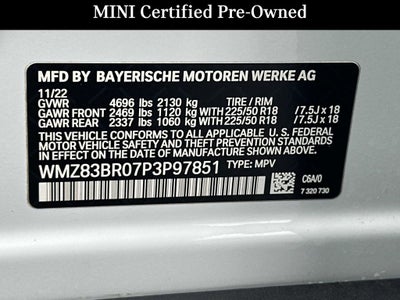 MINI Certified Pre-Owned
MFD BY BAYERISCHE MOTOREN WERKE AG
11/22
GVWR 4696 lbs 2130 kg TIRE / RIM
GAWR FRONT 2469 lbs 1120 kg 225/50 R18 /7.5J x 18
GAWR REAR 2337 lbs 1060 kg 225/50 R18 /7.5J x 18
THIS VEHICLE CONFORMS TO ALL APPLICABLE U. S. FEDERAL
MOTOR VEHICLE SAFETY, BUMPER, AND THEFT PREVENTION
STANDARDS IN EFFECT ON THE DATE OF MANUFACTURE
SHOWN ABOVE.
WMZ83BR07P3P97851 TYPE: MPV
C6A/0
7 320 730